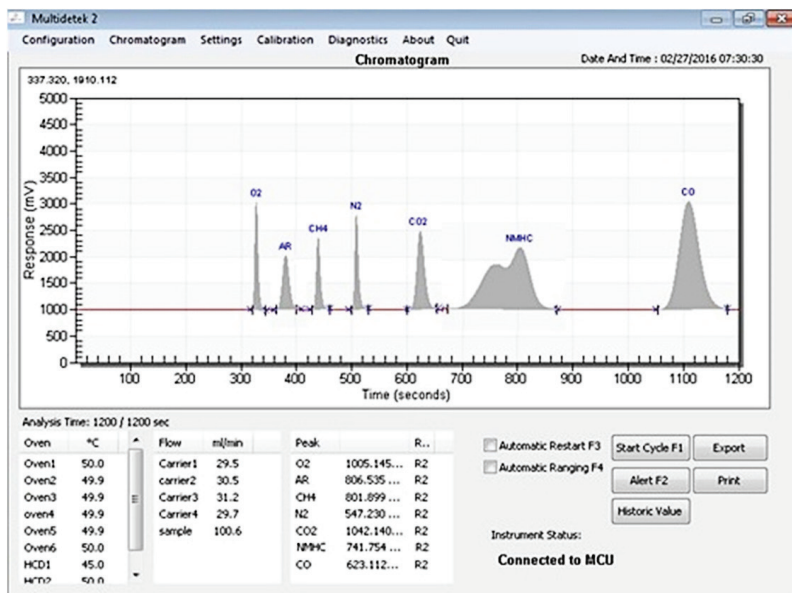 Multidetek 2
Configuration Chromatogram Settings Calibration Diagnostics About Quit
Chromatogram Date And Time : 02/27/2016 07:30:30
337.320, 1910.112
5000
4500
4000
3500
3000
2500
2000
1500
1000
500
0
Response (mV)
O2
AR
CH4
N2
CO2
NMHC
CO
100 200 300 400 500 600 700 800 900 1000 1100 1200
Time (seconds)
Analysis Time: 1200 / 1200 sec
Oven °C
Oven1 50.0
Oven2 49.9
Oven3 49.9
oven4 49.9
Oven5 49.9
Oven6 50.0
HCD1 45.0
HCD2 50.0
Flow ml/min
Carrier1 29.5
carrier2 30.5
Carrier3 31.2
Carrier4 29.7
sample 100.6
Peak R..
O2 1005.145... R2
AR 806.535 ... R2
CH4 801.899 ... R2
N2 547.230 ... R2
CO2 1042.140... R2
NMHC 741.754 ... R2
CO 623.112... R2
Automatic Restart F3
Automatic Ranging F4
Start Cycle F1 Export
Alert F2 Print
Historic Value
Instrument Status:
Connected to MCU